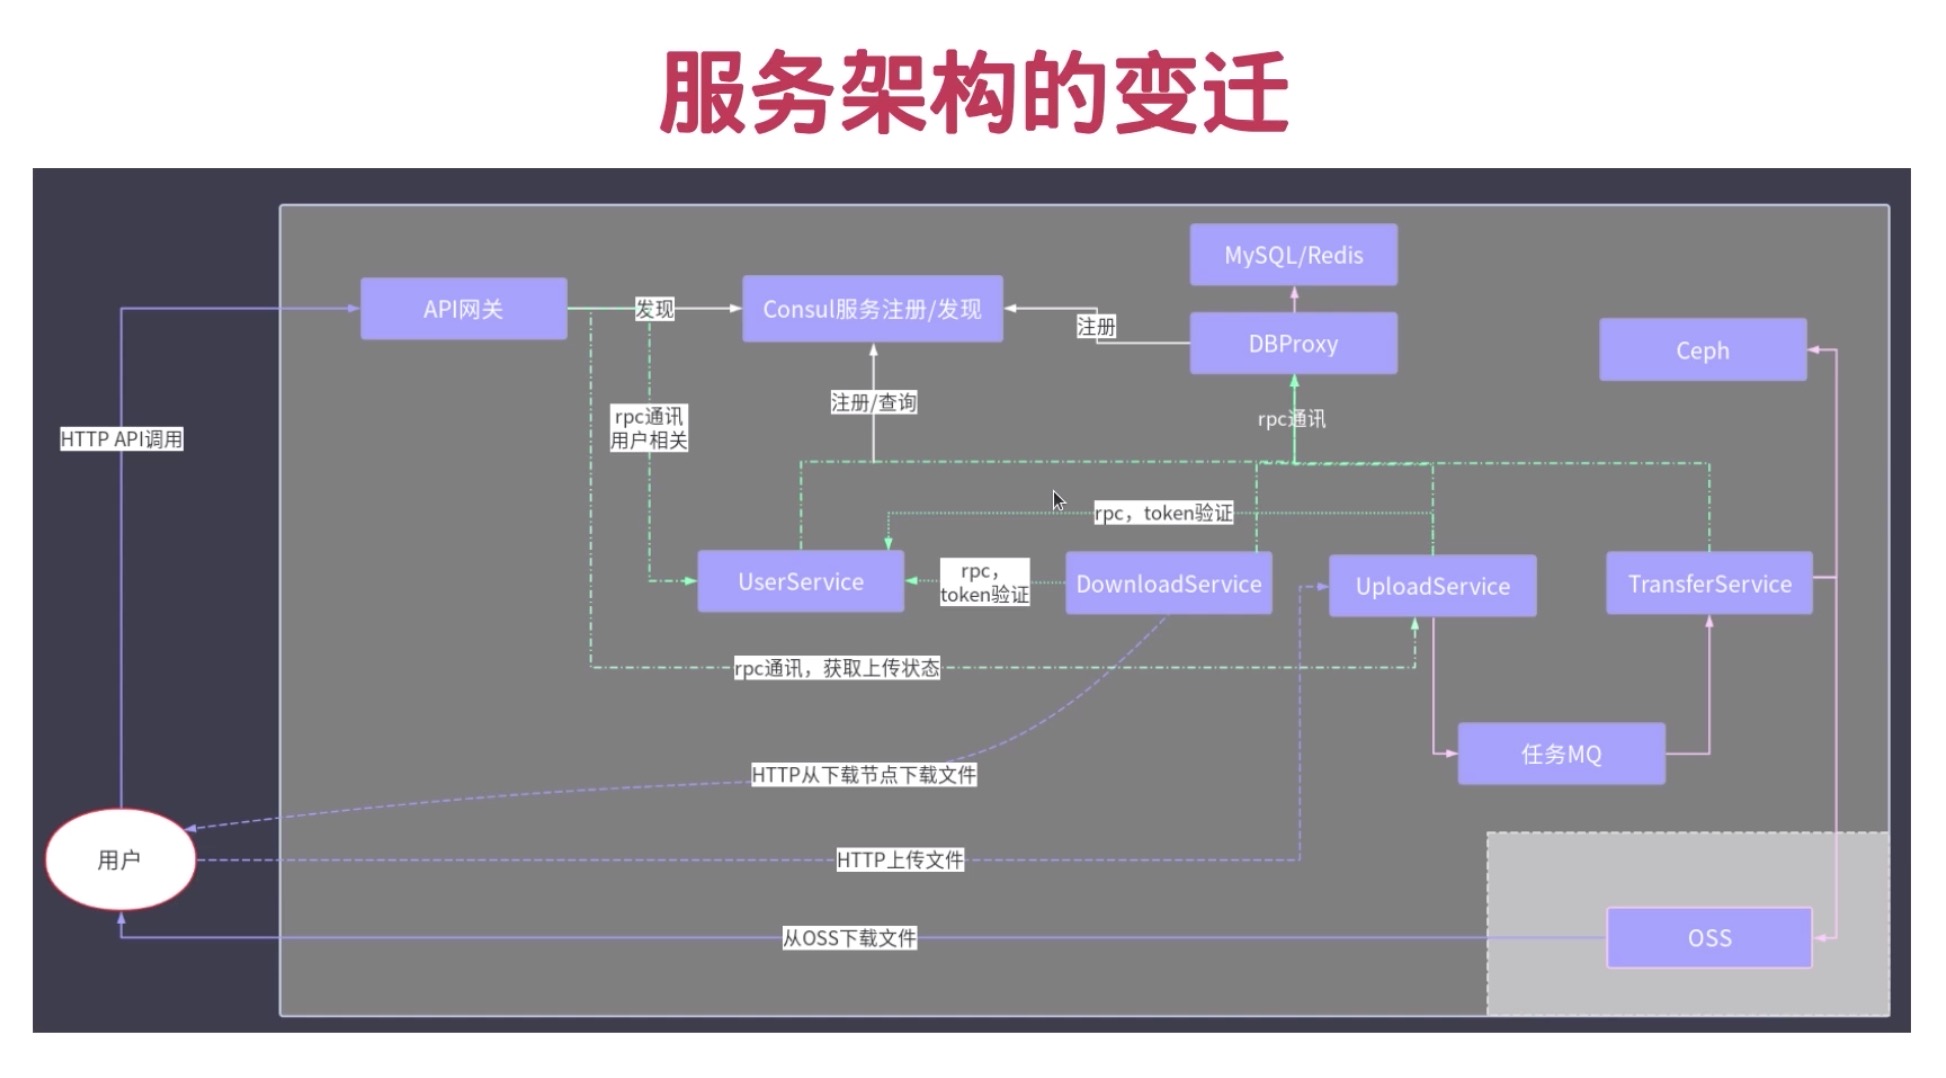 服务架构的变迁
MySQL/Redis
API网关
发现
Consul服务注册/发现
注册
DBProxy
Ceph
注册/查询
rpc通讯
用户相关
rpc通讯
HTTP API调用
rpc，token验证
UserService
rpc，
token验证
DownloadService
UploadService
TransferService
rpc通讯，获取上传状态
任务MQ
HTTP从下载节点下载文件
用户
HTTP上传文件
从OSS下载文件
OSS